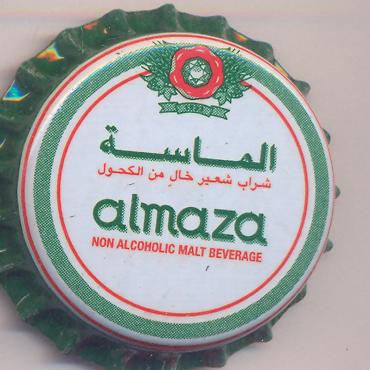 الماسة
شراب شعير خالٍ من الكحول
almaza
NON ALCOHOLIC MALT BEVERAGE